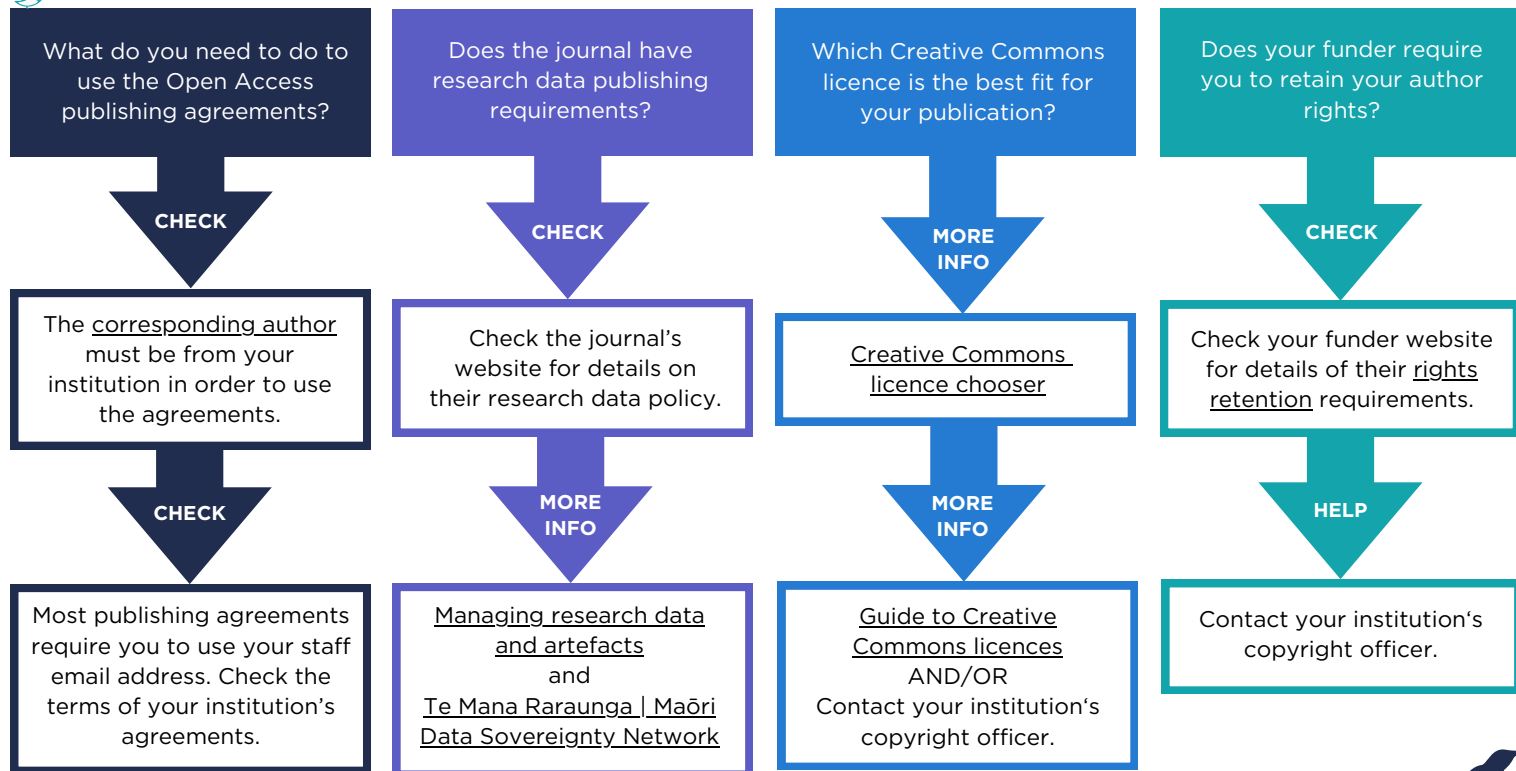 What do you need to do to
use the Open Access
publishing agreements?
CHECK
The corresponding author
must be from your
institution in order to use
the agreements.
CHECK
Most publishing agreements
require you to use your staff
email address. Check the
terms of your institution's
agreements.
Does the journal have
research data publishing
requirements?
CHECK
Check the journal's
website for details on
their research data policy.
MORE
INFO
Managing research data
and artefacts
and
Te Mana Raraunga | Maōri
Data Sovereignty Network
Which Creative Commons
licence is the best fit for
your publication?
MORE
INFO
Creative Commons
licence chooser
MORE
INFO
Guide to Creative
Commons licences
AND/OR
Contact your institution‘s
copyright officer.
Does your funder require
you to retain your author
rights?
CHECK
Check your funder website
for details of their rights
retention requirements.
HELP
Contact your institution‘s
copyright officer.